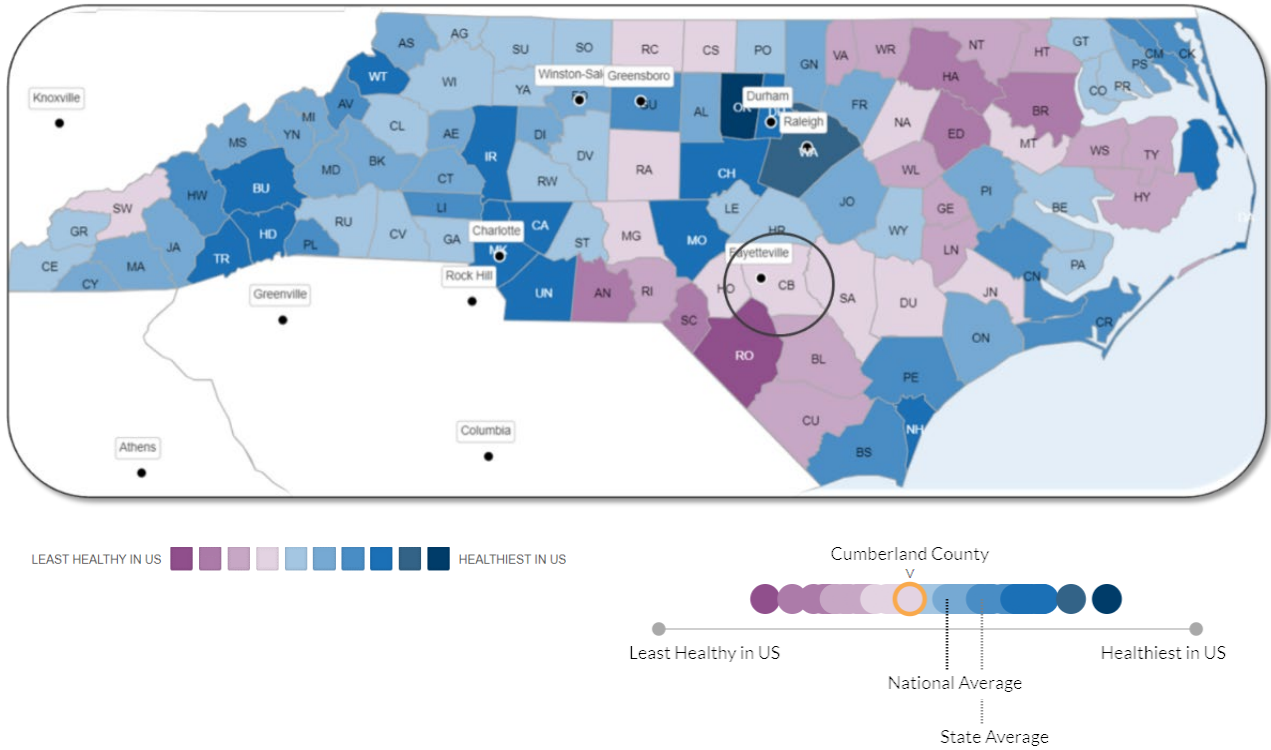 AS
AG
SU
SO
RC
CS
PO
GN
VA
WR
NT
HT
GT
CM
CK
PS
WT
WI
YA
Winston-Sal
Greensboro
GU
AL
Durham
HA
CO
PR
Knoxville
AV
MI
CL
AE
DI
Raleigh
WA
FR
NA
BR
ED
MT
WS
TY
MS
YN
BK
IR
DV
MD
CT
RW
RA
CH
WL
PI
HY
BU
HW
SW
LI
LE
JO
GE
BE
GR
RU
CV
GA
Charlotte
MK
CA
ST
MG
MO
HR
WY
DA
HD
PL
JA
TR
CE
MA
CY
LN
PA
CN
Fayetteville
Rock Hill
UN
AN
RI
HO
CB
SA
DU
JN
Greenville
SC
CR
ON
RO
BL
PE
CU
NH
BS
Columbia
Athens
LEAST HEALTHY IN US
HEALTHIEST IN US
Cumberland County
V
Least Healthy in US
Healthiest in US
National Average
State Average